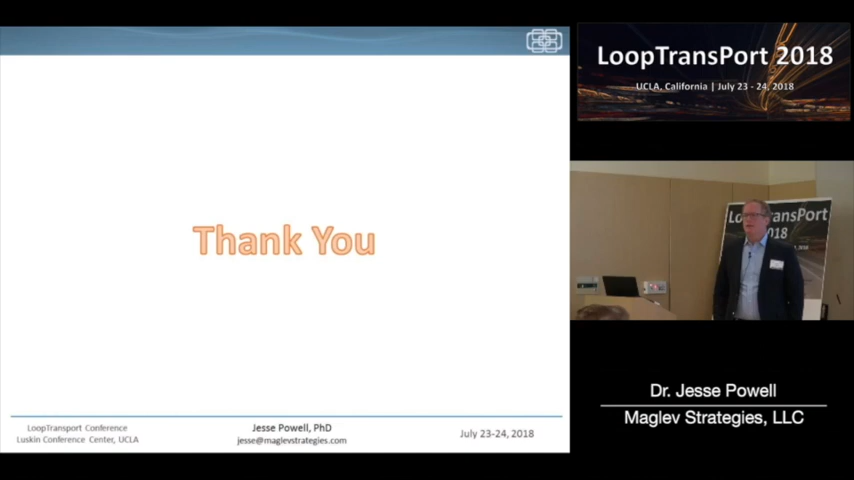 Thank You
LoopTransport Conference
Luskin Conference Center, UCLA
Jesse Powell, PhD
jesse@maglevstrategies.com
July 23-24, 2018
LoopTransPort 2018
UCLA, California | July 23 - 24, 2018
Dr. Jesse Powell
Maglev Strategies, LLC